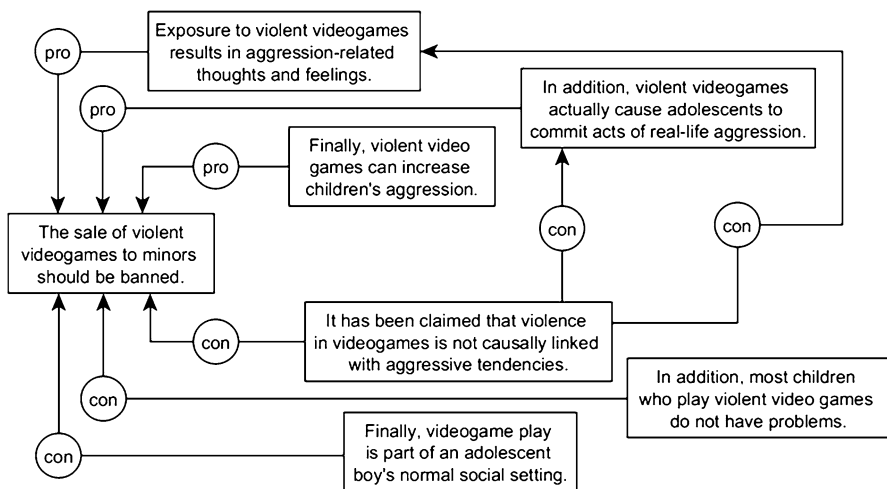 pro
Exposure to violent videogames
results in aggression-related
thoughts and feelings.
pro
In addition, violent videogames
actually cause adolescents to
commit acts of real-life aggression.
pro
Finally, violent video
games can increase
children's aggression.
The sale of violent
videogames to minors
should be banned.
con
con
con
It has been claimed that violence
in videogames is not causally linked
with aggressive tendencies.
con
In addition, most children
who play violent video games
do not have problems.
con
Finally, videogame play
is part of an adolescent
boy's normal social setting.